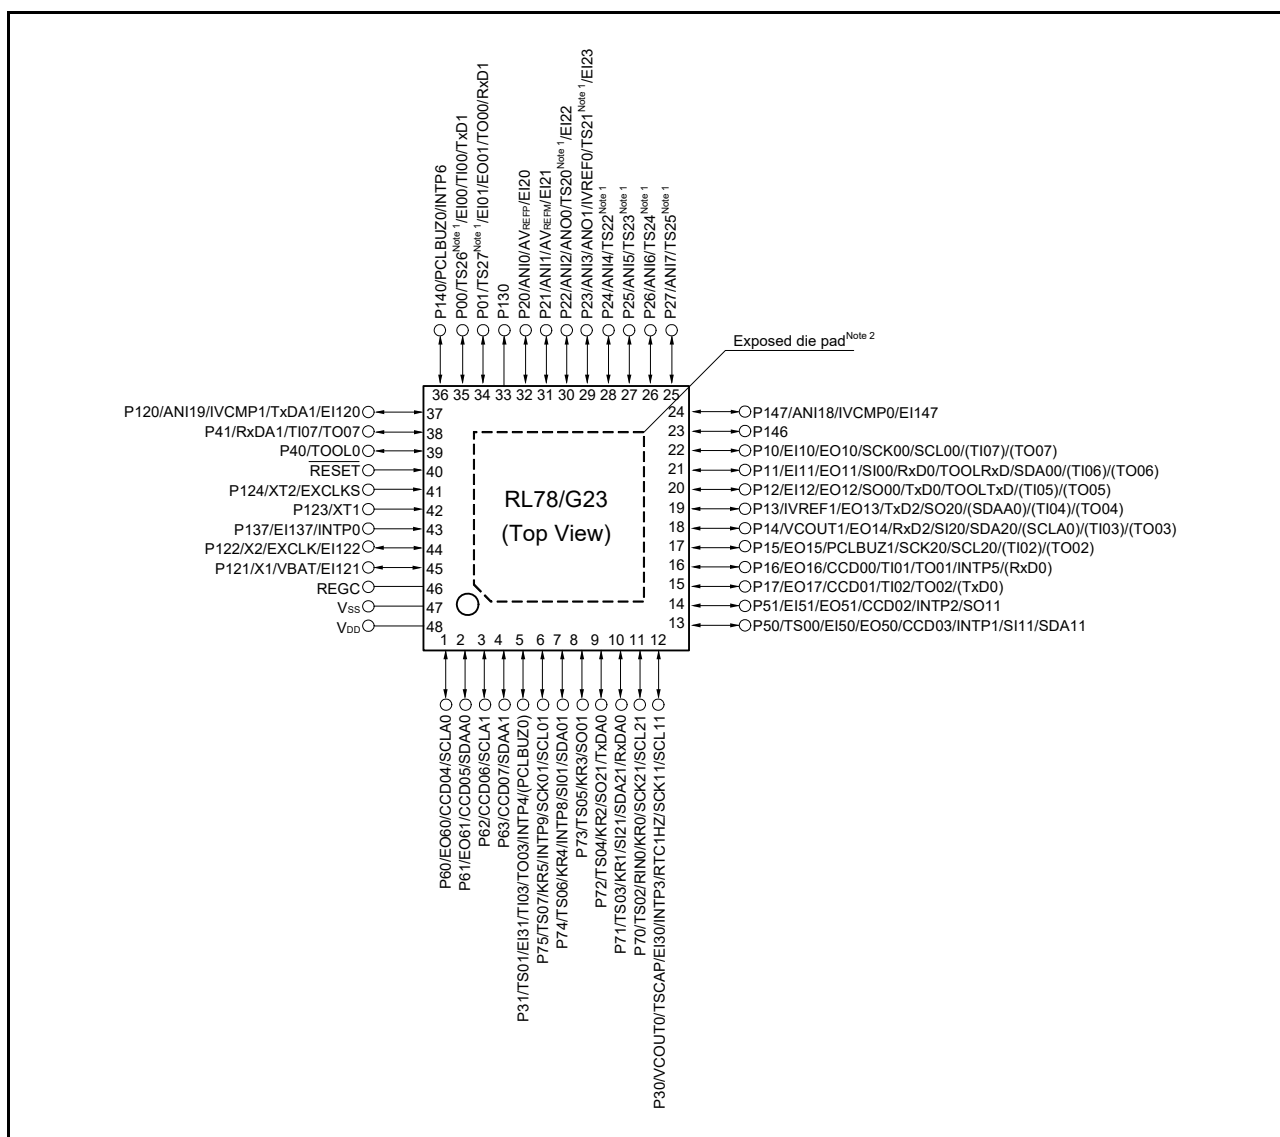 P140/PCLBUZ0/INTP6
P00/TS26Note 1/EI00/TI00/TxD1
P01/TS27Note 1/EI01/EO01/TO00/RxD1
P130
P20/ANI0/AVREFP/EI20
P21/ANI1/AVREFM/EI21
P22/ANI2/ANO0/TS20Note 1/EI22
P23/ANI3/ANO1/IVREF0/TS21Note 1/EI23
P24/ANI4/TS22Note 1
P25/ANI5/TS23Note 1
P26/ANI6/TS24Note 1
P27/ANI7/TS25Note 1
Exposed die padNote 2
36 35 34 33 32 31 30 29 28 27 26 25
P120/ANI19/IVCMP1/TxDA1/EI120 37
P41/RxDA1/TI07/TO07 38
P40/TOOL0 39
RESET 40
P124/XT2/EXCLKS 41
P123/XT1 42
P137/EI137/INTP0 43
P122/X2/EXCLK/EI122 44
P121/X1/VBAT/EI121 45
REGC 46
VSS 47
VDD 48
RL78/G23
(Top View)
24 P147/ANI18/IVCMP0/EI147
23 P146
22 P10/EI10/EO10/SCK00/SCL00/(TI07)/(TO07)
21 P11/EI11/EO11/SI00/RxD0/TOOLRxD/SDA00/(TI06)/(TO06)
20 P12/EI12/EO12/SO00/TxD0/TOOLTxD/(TI05)/(TO05)
19 P13/IVREF1/EO13/TxD2/SO20/(SDAA0)/(TI04)/(TO04)
18 P14/VCOUT1/EO14/RxD2/SI20/SDA20/(SCLA0)/(TI03)/(TO03)
17 P15/EO15/PCLBUZ1/SCK20/SCL20/(TI02)/(TO02)
16 P16/EO16/CCD00/TI01/TO01/INTP5/(RxD0)
15 P17/EO17/CCD01/TI02/TO02/(TxD0)
14 P51/EI51/EO51/CCD02/INTP2/SO11
13 P50/TS00/EI50/EO50/CCD03/INTP1/SI11/SDA11
1 2 3 4 5 6 7 8 9 10 11 12
P60/EO60/CCD04/SCLA0
P61/EO61/CCD05/SDAA0
P62/CCD06/SCLA1
P63/CCD07/SDAA1
P31/TS01/EI31/TI03/TO03/INTP4/(PCLBUZ0)
P75/TS07/KR5/INTP9/SCK01/SCL01
P74/TS06/KR4/INTP8/SI01/SDA01
P73/TS05/KR3/SO01
P72/TS04/KR2/SO21/TxDA0
P71/TS03/KR1/SI21/SDA21/RxDA0
P70/TS02/RIN0/KR0/SCK21/SCL21
P30/VCOUT0/TSCAP/EI30/INTP3/RTC1HZ/SCK11/SCL11